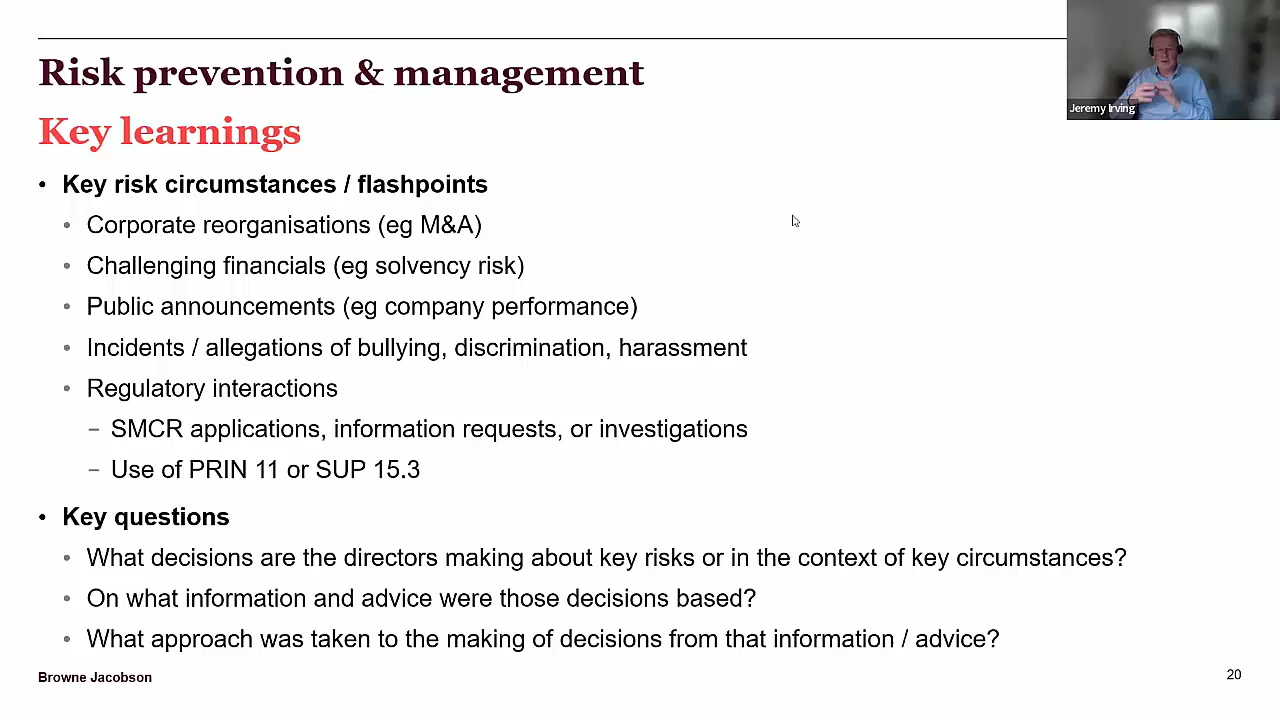 Risk prevention & management
Jeremy Irving
Key learnings
• Key risk circumstances / flashpoints
• Corporate reorganisations (eg M&A)
• Challenging financials (eg solvency risk)
• Public announcements (eg company performance)
• Incidents / allegations of bullying, discrimination, harassment
• Regulatory interactions
− SMCR applications, information requests, or investigations
− Use of PRIN 11 or SUP 15.3
• Key questions
• What decisions are the directors making about key risks or in the context of key circumstances?
• On what information and advice were those decisions based?
• What approach was taken to the making of decisions from that information / advice?
Browne Jacobson
20